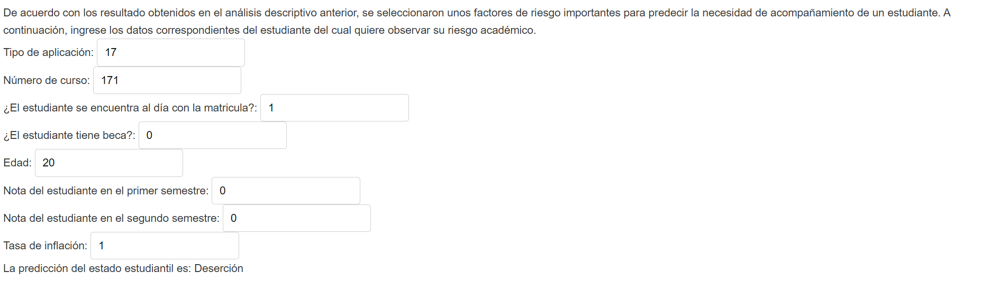 De acuerdo con los resultado obtenidos en el análisis descriptivo anterior, se seleccionaron unos factores de riesgo importantes para predecir la necesidad de acompañamiento de un estudiante. A
continuación, ingrese los datos correspondientes del estudiante del cual quiere observar su riesgo académico.
Tipo de aplicación: 17
Número de curso: 171
¿El estudiante se encuentra al día con la matricula?: 1
¿El estudiante tiene beca?: 0
Edad: 20
Nota del estudiante en el primer semestre: 0
Nota del estudiante en el segundo semestre: 0
Tasa de inflación: 1
La predicción del estado estudiantil es: Deserción